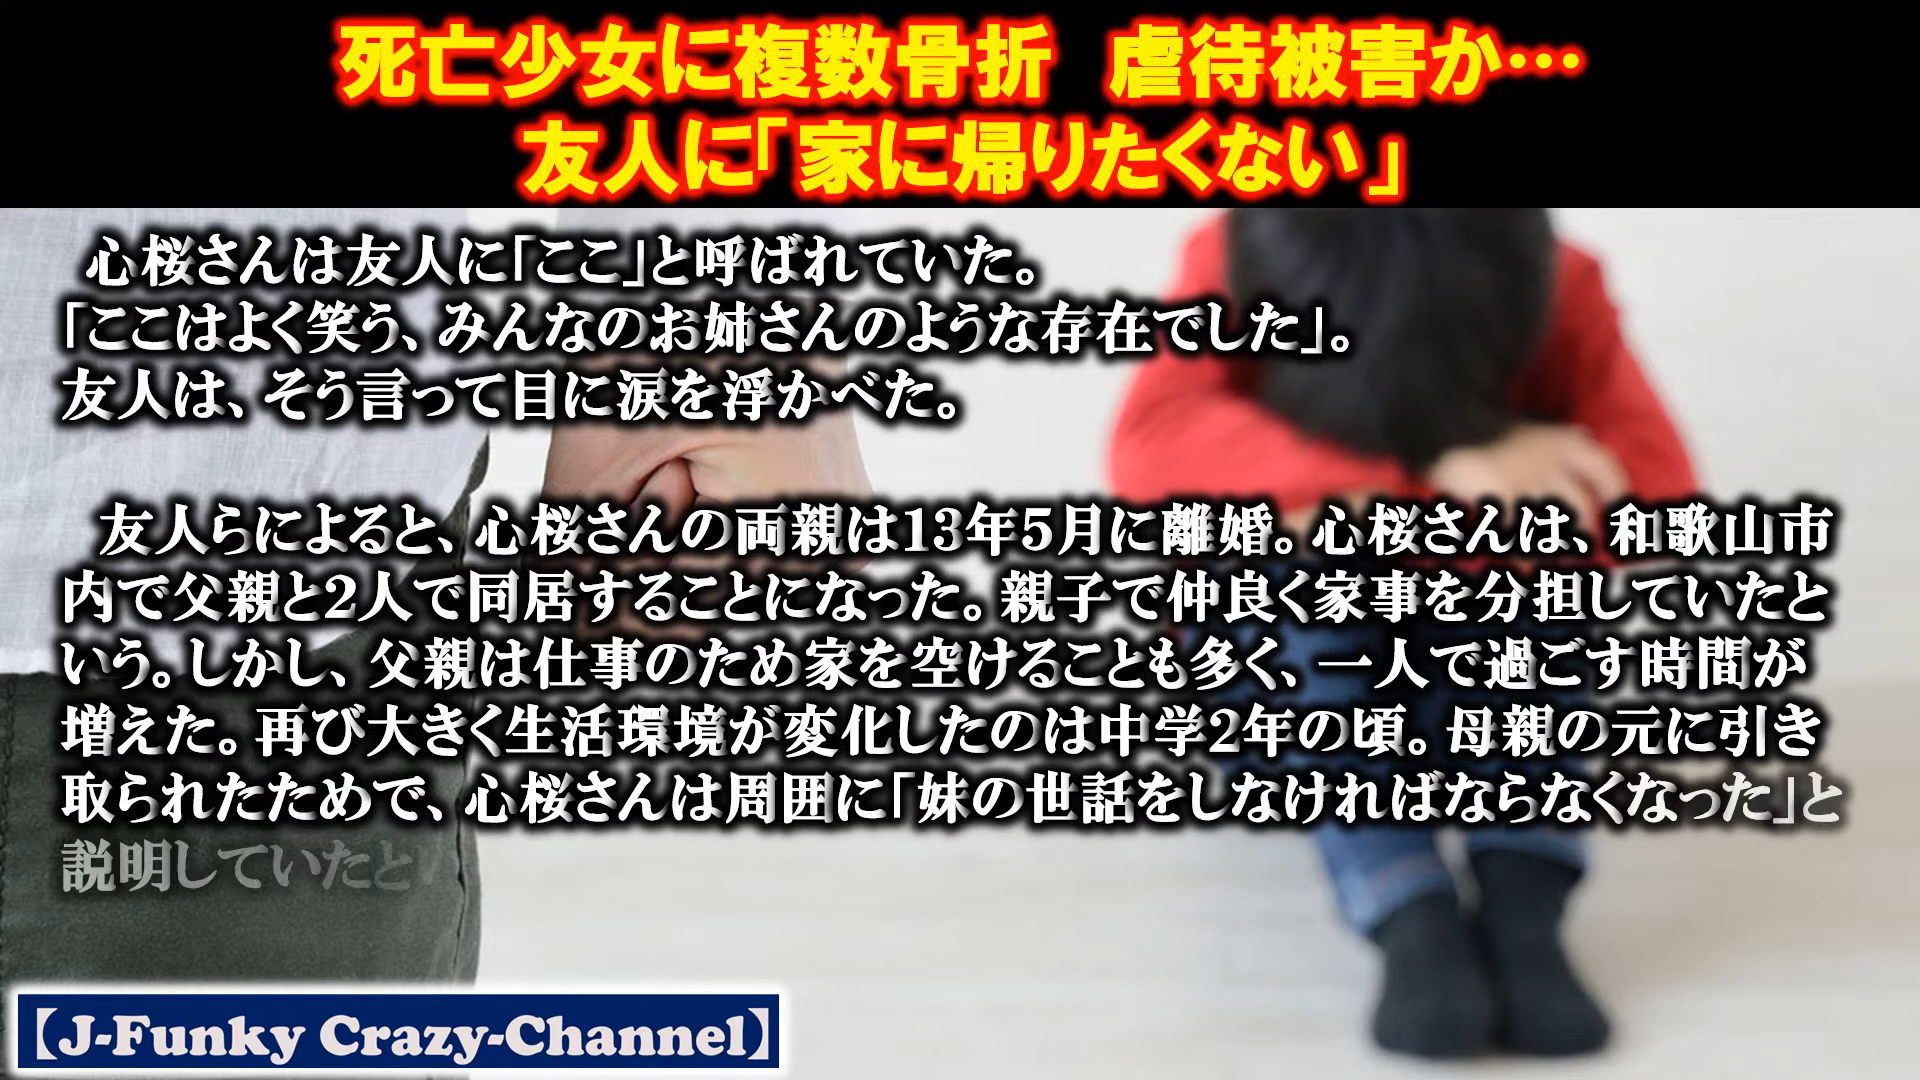 死亡少女に複数骨折　虐待被害か…
友人に「家に帰りたくない」
心桜さんは友人に「ここ」と呼ばれていた。
「ここはよく笑う、みんなのお姉さんのような存在でした」。
友人は、そう言って目に涙を浮かべた。
友人らによると、心桜さんの両親は13年5月に離婚。心桜さんは、和歌山市
内で父親と2人で同居することになった。親子で仲良く家事を分担していたと
いう。しかし、父親は仕事のため家を空けることも多く、一人で過ごす時間が
増えた。再び大きく生活環境が変化したのは中学2年の頃。母親の元に引き
取られたためで、心桜さんは周囲に「妹の世話をしなければならなくなった」と
説明していたと
【J-Funky Crazy-Channel】